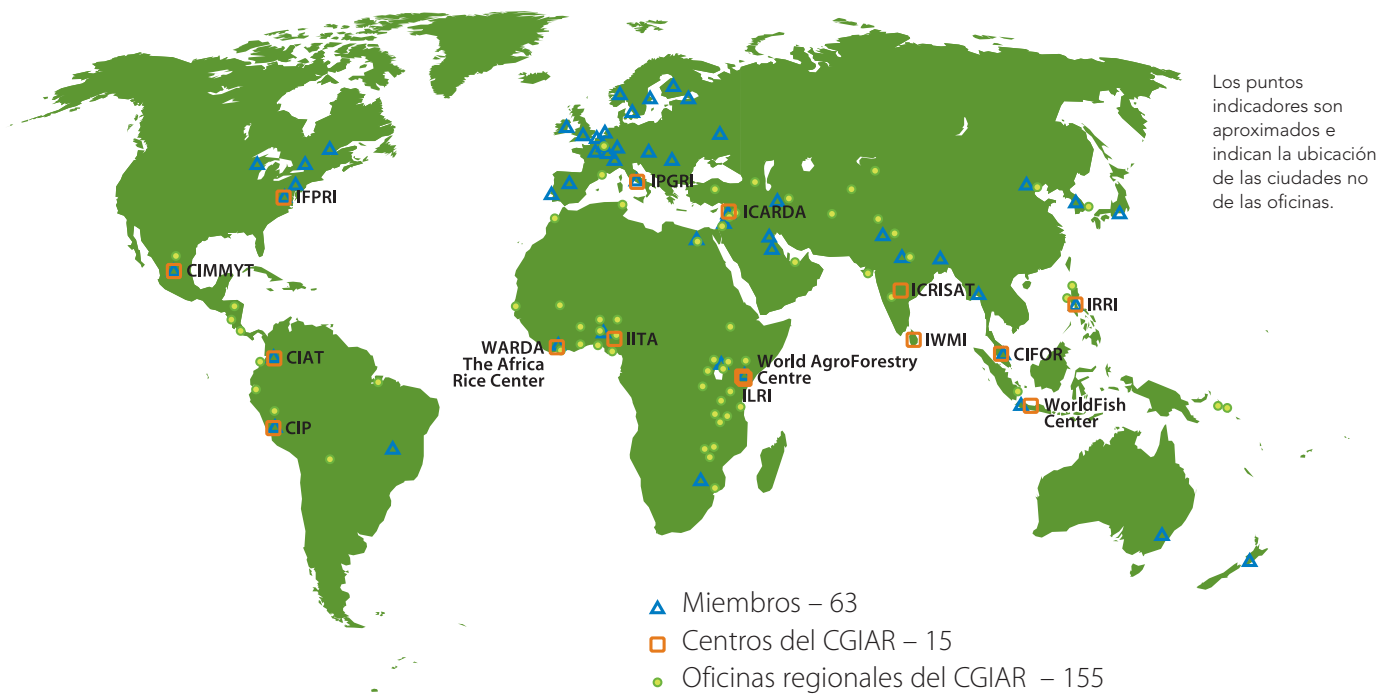 Los puntos
indicadores son
aproximados e
indican la ubicación
de las ciudades no
de las oficinas.
IFPRI
IPGRI
ICARDA
CIMMYT
ICRISAT
IRRI
WARDA
The Africa
Rice Center
IITA
IWMI
CIAT
World AgroForestry
Centre
ILRI
CIFOR
CIP
WorldFish
Center
Miembros – 63
Centros del CGIAR – 15
Oficinas regionales del CGIAR – 155